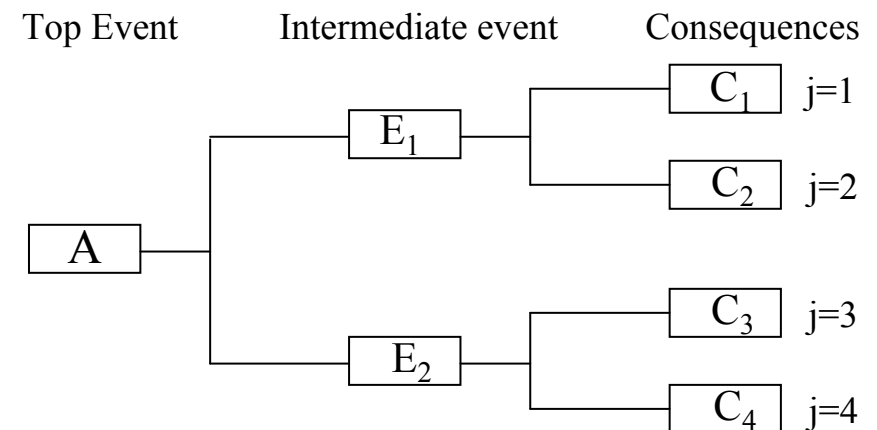 Top Event Intermediate event Consequences
C₁ j=1
E₁
C₂ j=2
A
C₃ j=3
E₂
C₄ j=4